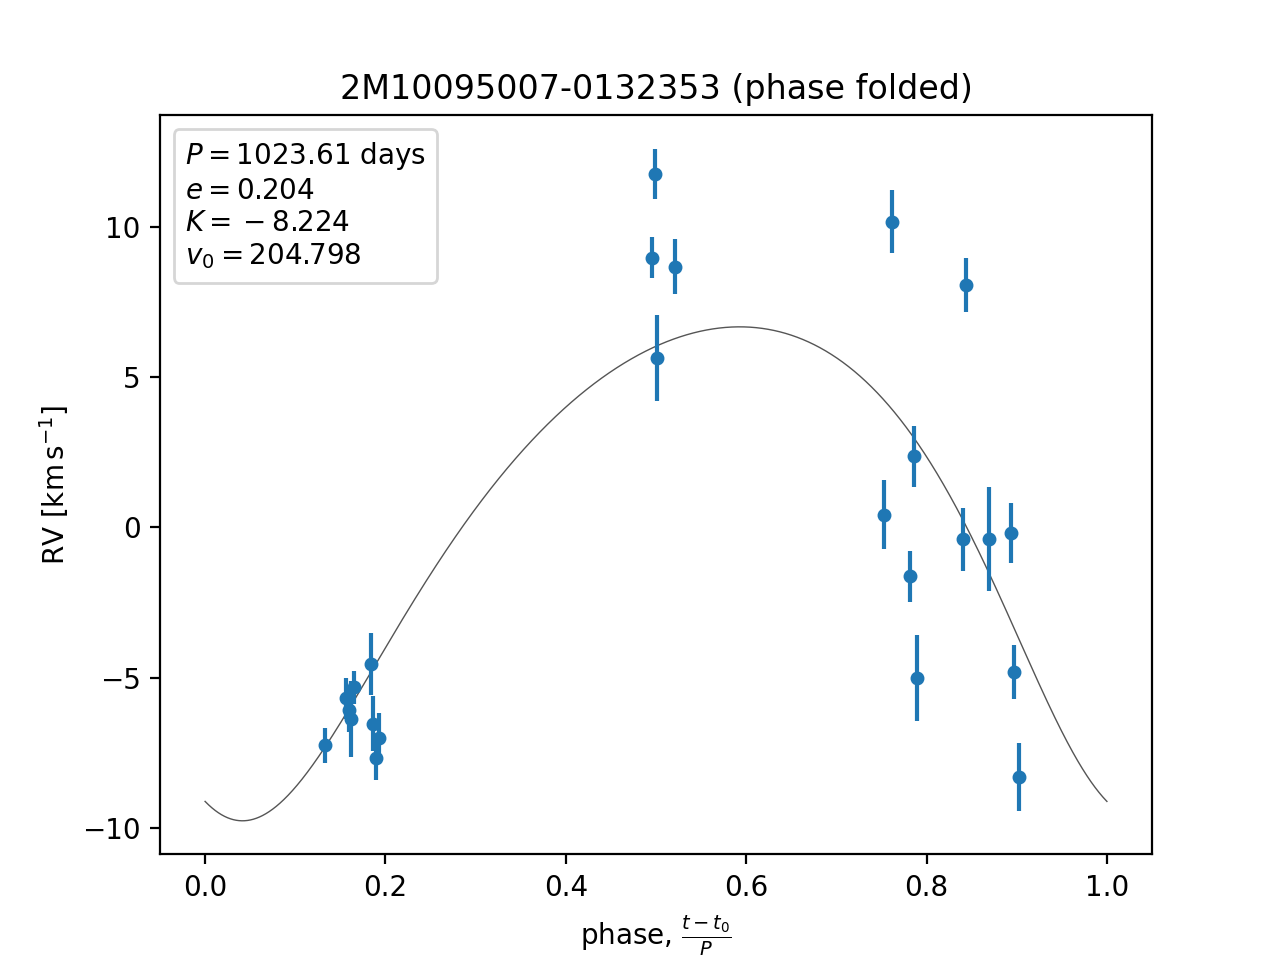 2M10095007-0132353 (phase folded)
P = 1023.61 days
e = 0.204
K = −8.224
v₀ = 204.798
10
5
0
−5
−10
RV [km s⁻¹]
0.0 0.2 0.4 0.6 0.8 1.0
phase, (t − t₀)/P